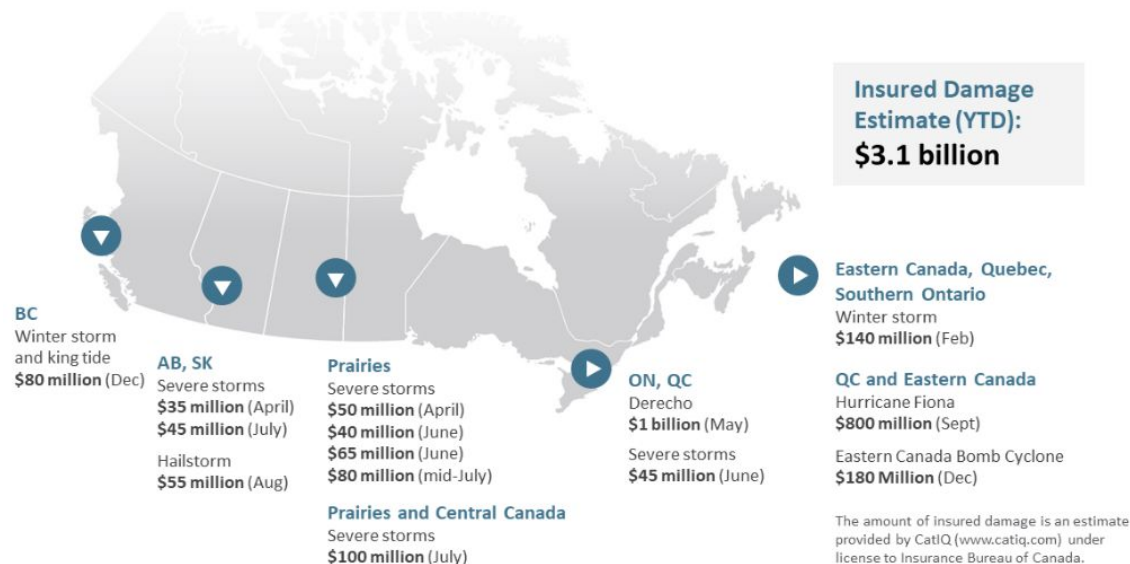 Insured Damage
Estimate (YTD):
$3.1 billion
BC
Winter storm
and king tide
$80 million (Dec)
AB, SK
Severe storms
$35 million (April)
$45 million (July)
Hailstorm
$55 million (Aug)
Prairies
Severe storms
$50 million (April)
$40 million (June)
$65 million (June)
$80 million (mid-July)
Prairies and Central Canada
Severe storms
$100 million (July)
ON, QC
Derecho
$1 billion (May)
Severe storms
$45 million (June)
Eastern Canada, Quebec,
Southern Ontario
Winter storm
$140 million (Feb)
QC and Eastern Canada
Hurricane Fiona
$800 million (Sept)
Eastern Canada Bomb Cyclone
$180 Million (Dec)
The amount of insured damage is an estimate
provided by CatIQ (www.catiq.com) under
license to Insurance Bureau of Canada.